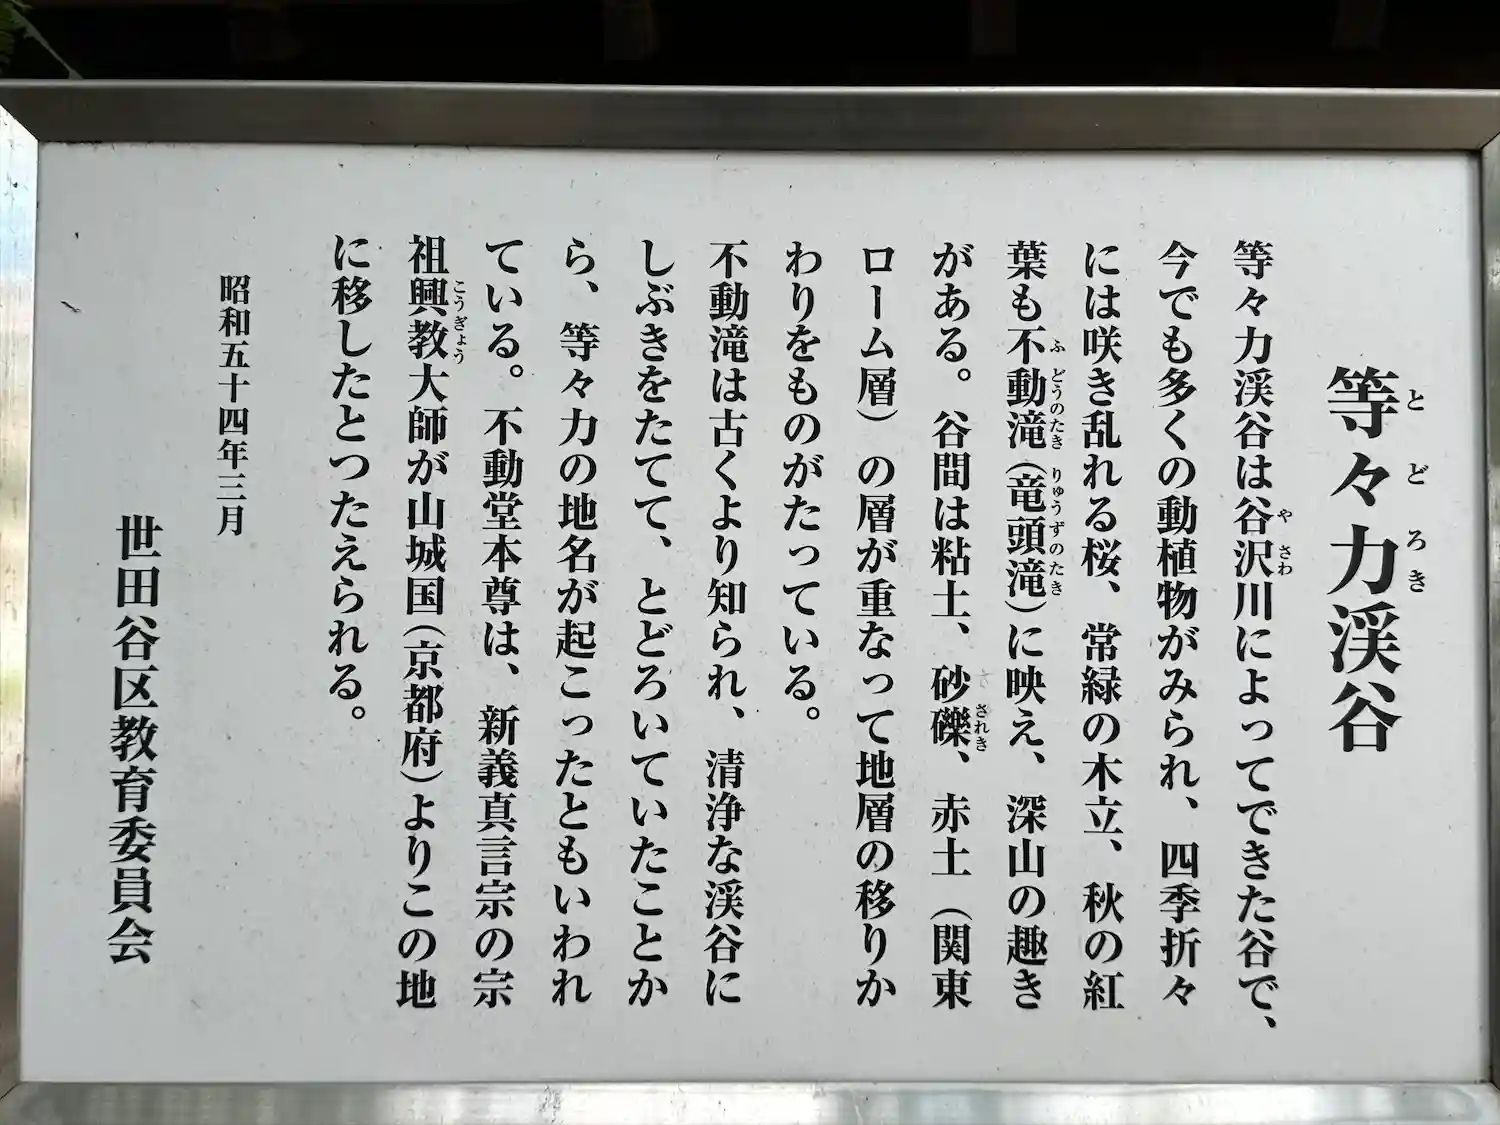 等々力渓谷
等々力渓谷は谷沢川によってできた谷で、
今でも多くの動植物がみられ、四季折々
には咲き乱れる桜、常緑の木立、秋の紅
葉も不動滝(竜頭滝)に映え、深山の趣き
がある。谷間は粘土、砂礫、赤土(関東
ローム層)の層が重なって地層の移りか
わりをものがたっている。
不動滝は古くより知られ、清浄な渓谷に
しぶきをたてて、とどろいていたことか
ら、等々力の地名が起こったともいわれ
ている。不動堂本尊は、新義真言宗の宗
祖興教大師が山城国(京都府)よりこの地
に移したとつたえられる。
昭和五十四年三月
世田谷区教育委員会